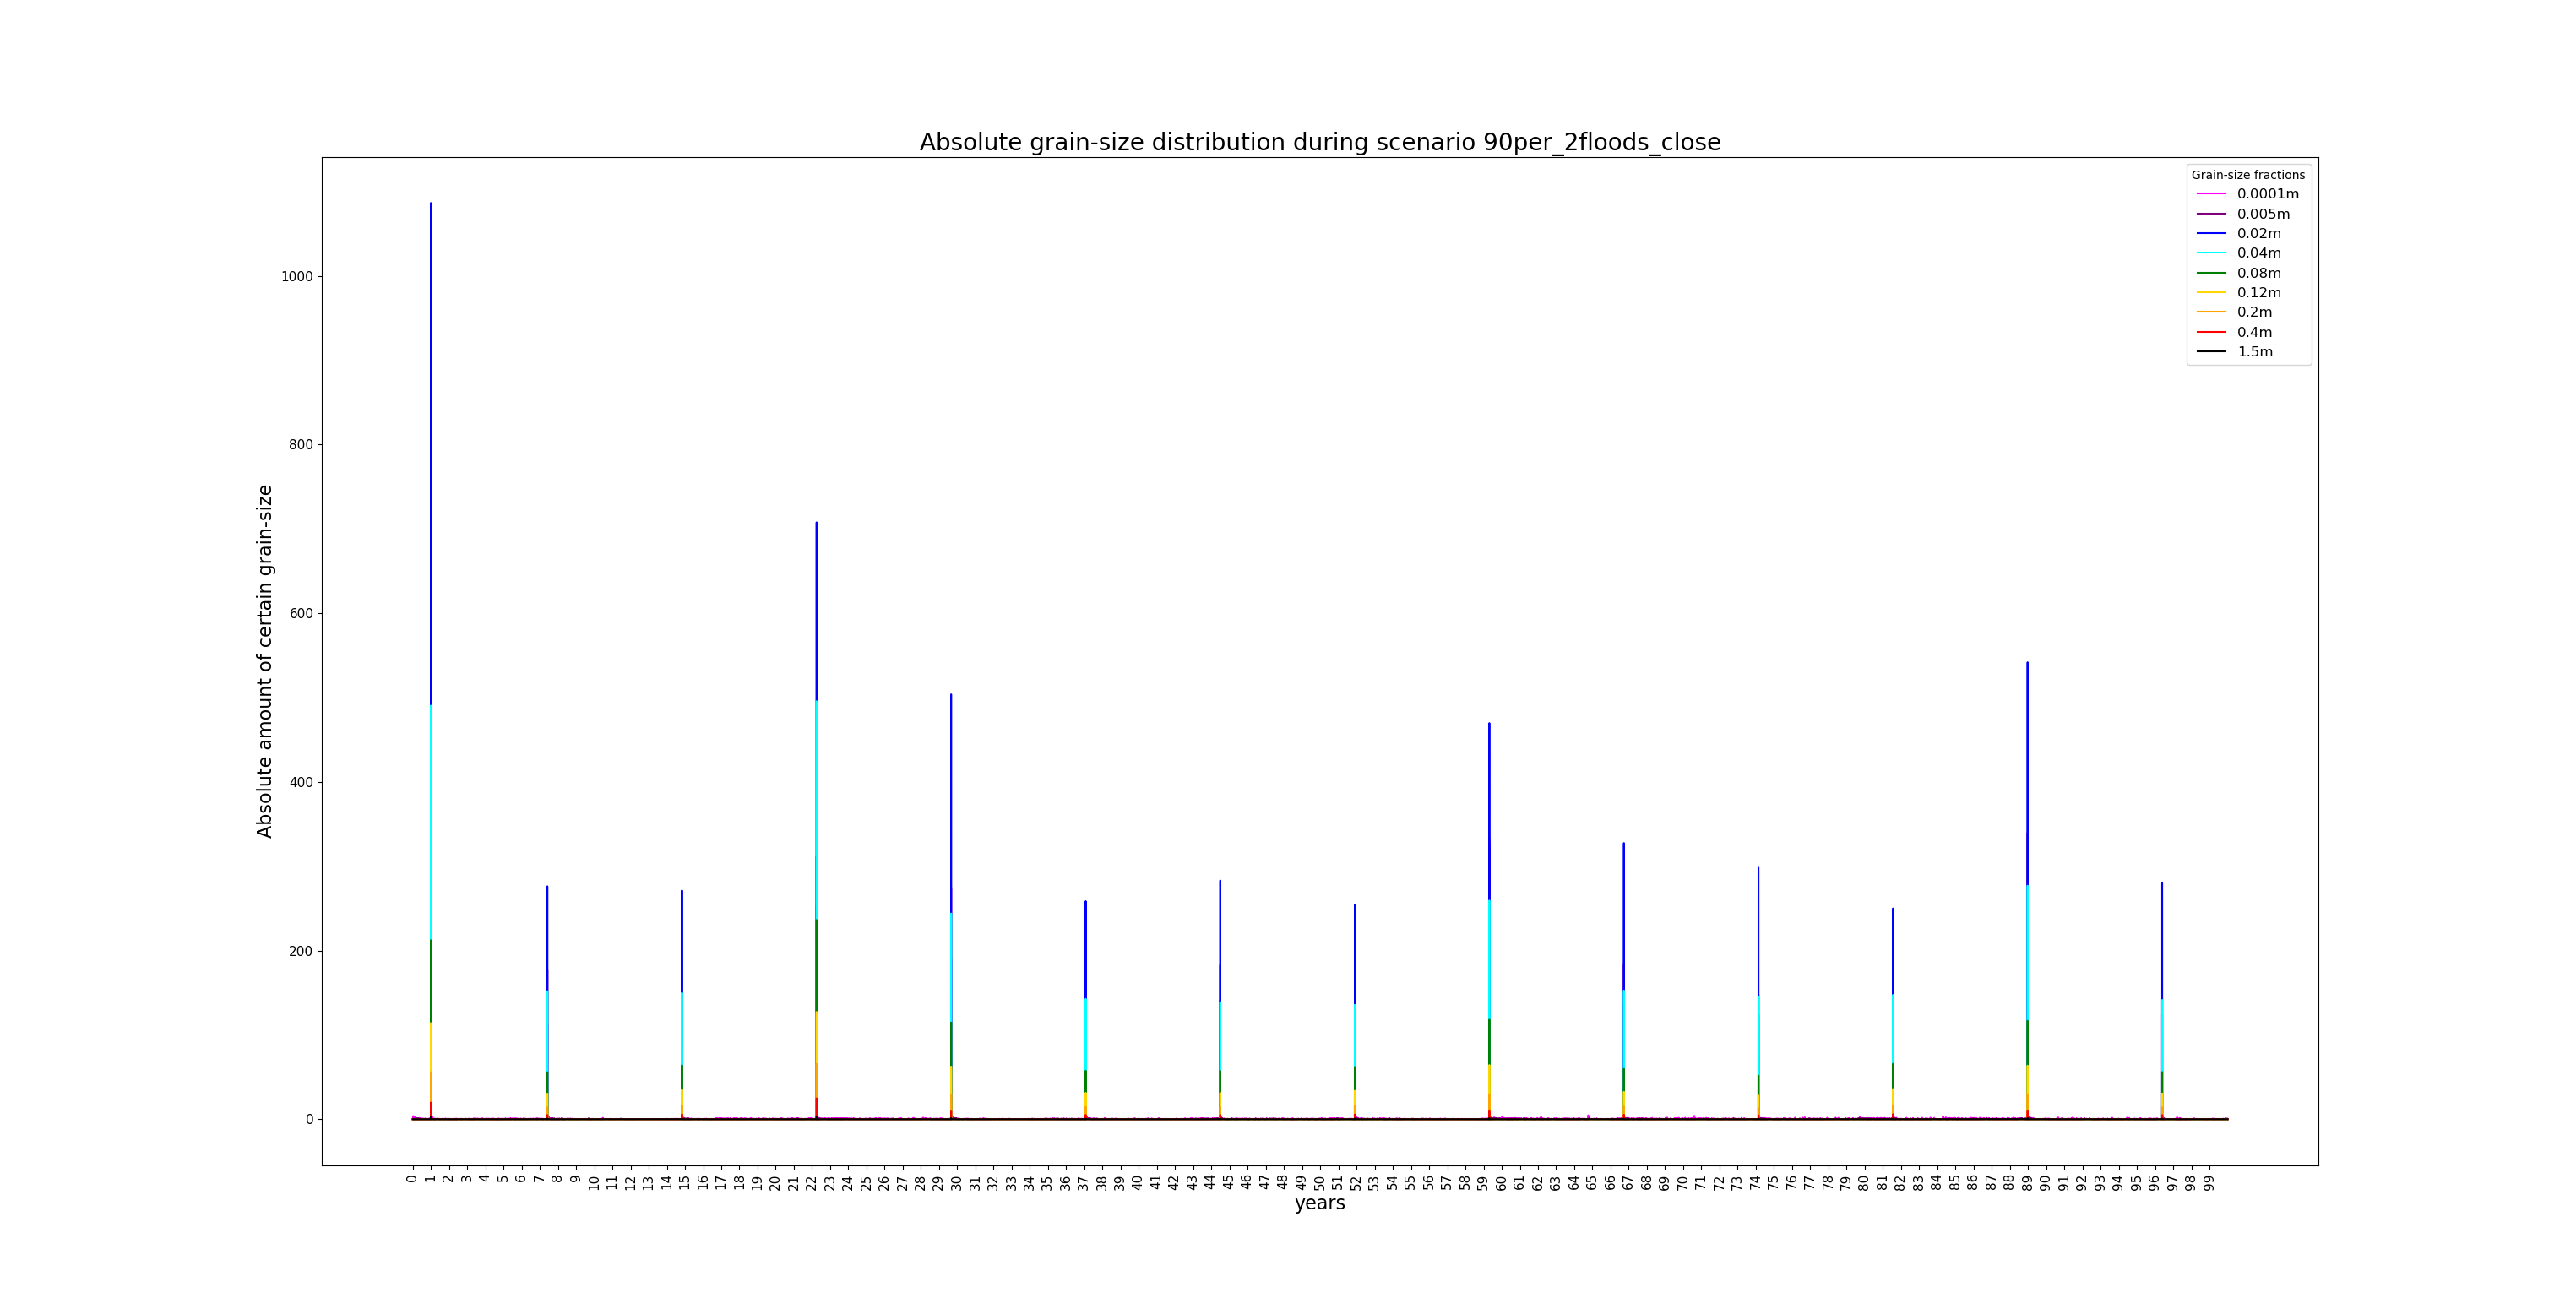 Absolute grain-size distribution during scenario 90per_2floods_close
Grain-size fractions
0.0001m
0.005m
0.02m
0.04m
0.08m
0.12m
0.2m
0.4m
1.5m
Absolute amount of certain grain-size
1000
800
600
400
200
0
0 1 2 3 4 5 6 7 8 9 10 11 12 13 14 15 16 17 18 19 20 21 22 23 24 25 26 27 28 29 30 31 32 33 34 35 36 37 38 39 40 41 42 43 44 45 46 47 48 49 50 51 52 53 54 55 56 57 58 59 60 61 62 63 64 65 66 67 68 69 70 71 72 73 74 75 76 77 78 79 80 81 82 83 84 85 86 87 88 89 90 91 92 93 94 95 96 97 98 99
years